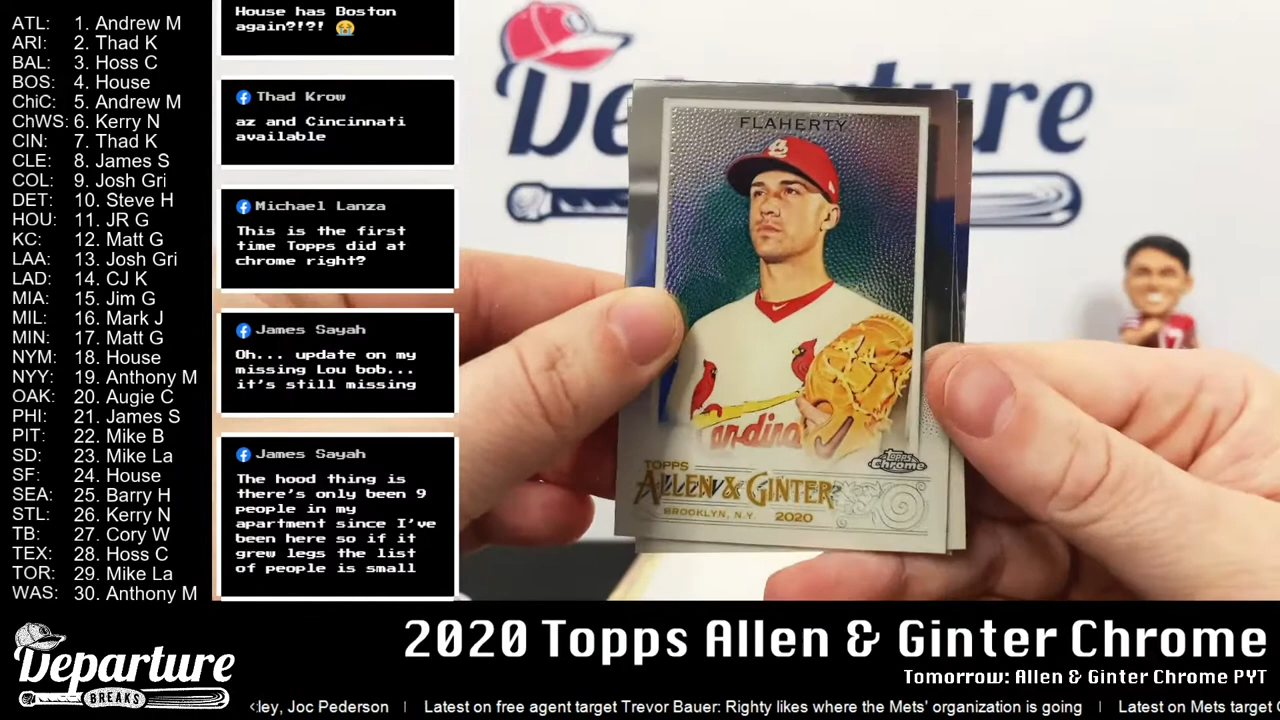 ATL: 1. Andrew M
ARI: 2. Thad K
BAL: 3. Hoss C
BOS: 4. House
ChiC: 5. Andrew M
ChWS: 6. Kerry N
CIN: 7. Thad K
CLE: 8. James S
COL: 9. Josh Gri
DET: 10. Steve H
HOU: 11. JR G
KC: 12. Matt G
LAA: 13. Josh Gri
LAD: 14. CJ K
MIA: 15. Jim G
MIL: 16. Mark J
MIN: 17. Matt G
NYM: 18. House
NYY: 19. Anthony M
OAK: 20. Augie C
PHI: 21. James S
PIT: 22. Mike B
SD: 23. Mike La
SF: 24. House
SEA: 25. Barry H
STL: 26. Kerry N
TB: 27. Cory W
TEX: 28. Hoss C
TOR: 29. Mike La
WAS: 30. Anthony M
House has Boston
again?!?! 😭
Thad Krow
az and Cincinnati
available
Michael Lanza
This is the first
time Topps did at
chrome right?
James Sayah
Oh... update on my
missing Lou bob...
it's still missing
James Sayah
The hood thing is
there's only been 9
people in my
apartment since I've
been here so if it
grew legs the list
of people is small
FLAHERTY
Cardina
TOPPS
Chrome
TOPPS
ALLEN & GINTER
BROOKLYN, N.Y. 2020
Departure
BREAKS
2020 Topps Allen & Ginter Chrome
Tomorrow: Allen & Ginter Chrome PYT
kley, Joc Pederson | Latest on free agent target Trevor Bauer: Righty likes where the Mets' organization is going | Latest on Mets target